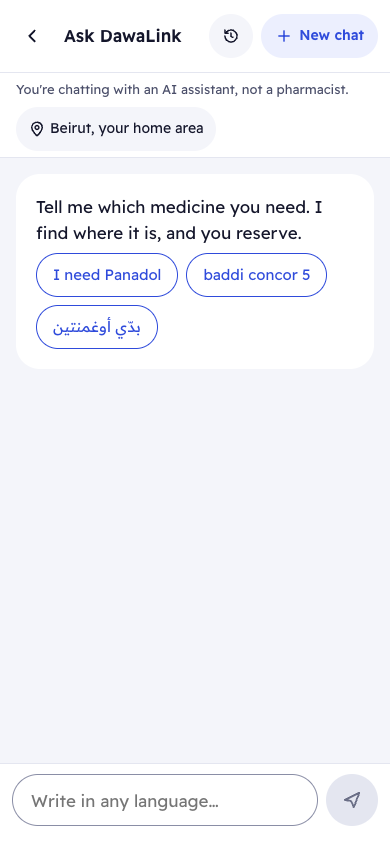 Ask DawaLink
New chat
You're chatting with an AI assistant, not a pharmacist.
Beirut, your home area
Tell me which medicine you need. I
find where it is, and you reserve.
I need Panadol
baddi concor 5
بدّي أوغمنتين
Write in any language…